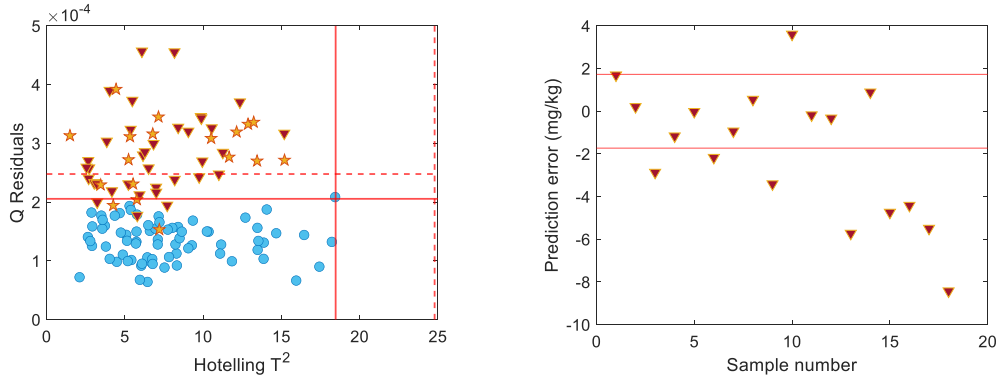 ×10⁻⁴
5
4
3
2
1
0
0 5 10 15 20 25
Q Residuals
Hotelling T²
4
2
0
-2
-4
-6
-8
-10
0 5 10 15 20
Prediction error (mg/kg)
Sample number